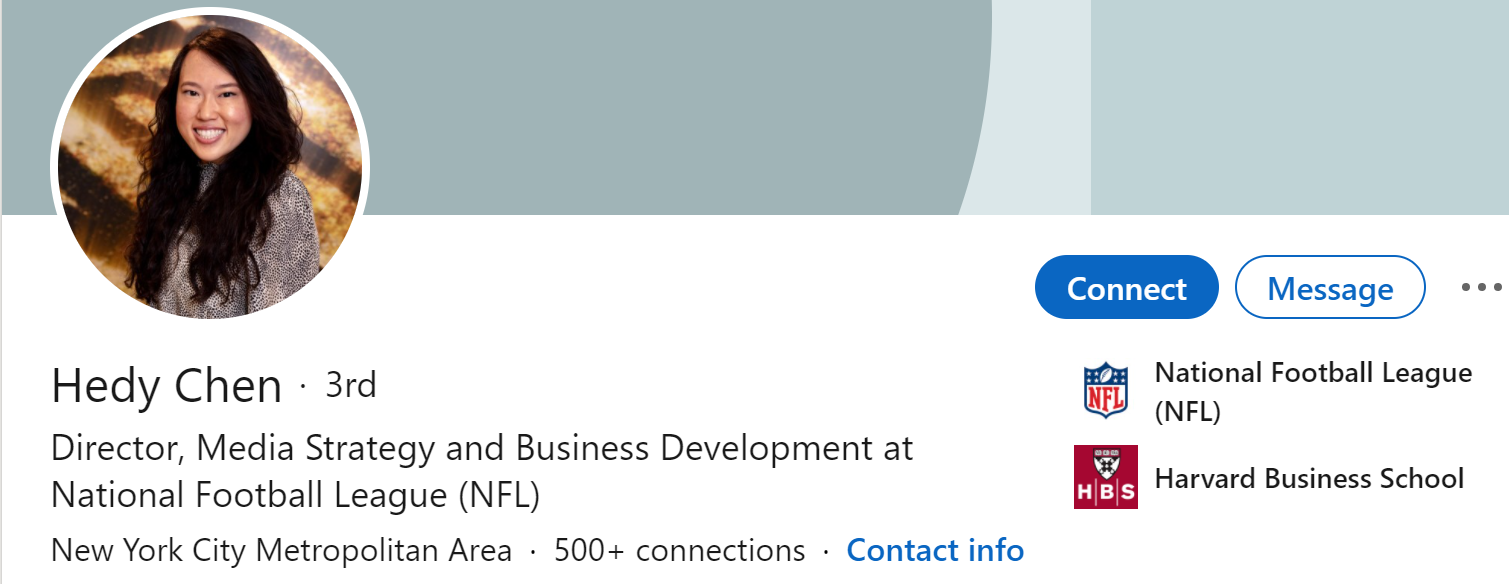 Connect
Message
Hedy Chen · 3rd
Director, Media Strategy and Business Development at
National Football League (NFL)
New York City Metropolitan Area · 500+ connections · Contact info
NFL
National Football League
(NFL)
H|B|S
Harvard Business School